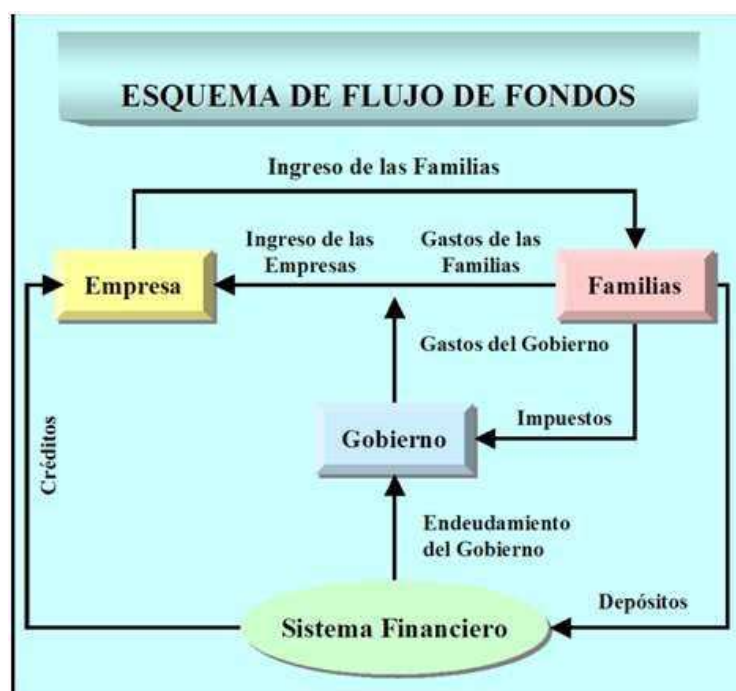 ESQUEMA DE FLUJO DE FONDOS
Ingreso de las Familias
Ingreso de las
Empresas
Gastos de las
Familias
Empresa
Familias
Gastos del Gobierno
Gobierno
Impuestos
Créditos
Endeudamiento
del Gobierno
Depósitos
Sistema Financiero